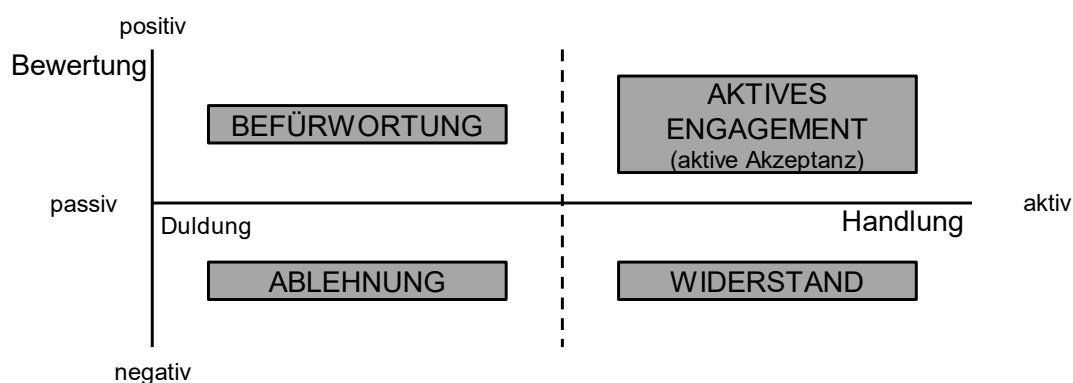 positiv
Bewertung
BEFÜRWORTUNG
AKTIVES
ENGAGEMENT
(aktive Akzeptanz)
passiv
aktiv
Duldung
Handlung
ABLEHNUNG
WIDERSTAND
negativ